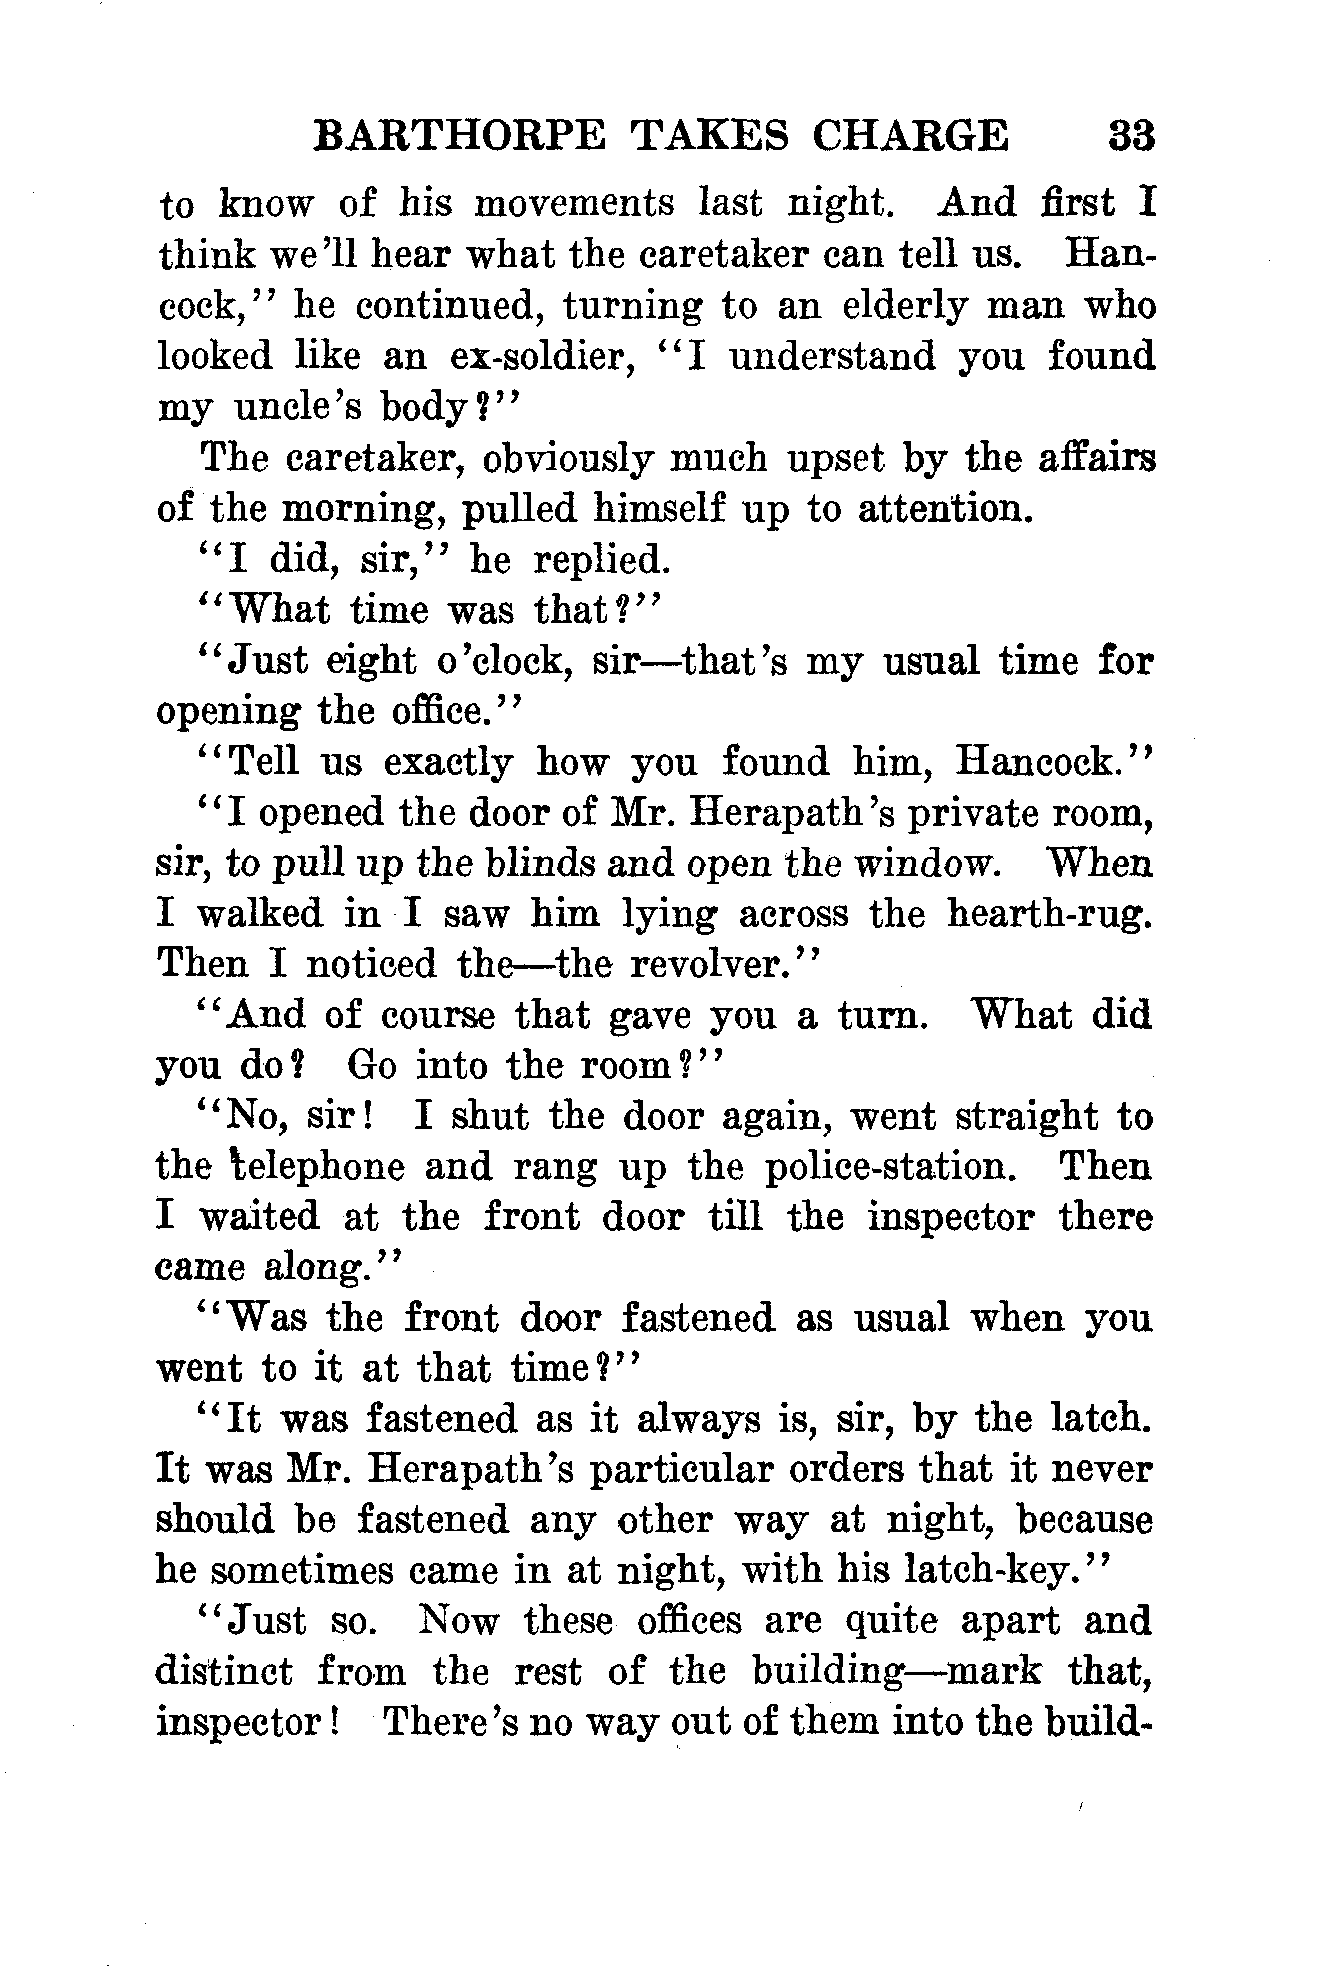 BARTHORPE TAKES CHARGE 33
to know of his movements last night. And first I
think we'll hear what the caretaker can tell us. Han-
cock," he continued, turning to an elderly man who
looked like an ex-soldier, "I understand you found
my uncle's body?"
The caretaker, obviously much upset by the affairs
of the morning, pulled himself up to attention.
"I did, sir," he replied.
"What time was that?"
"Just eight o'clock, sir—that's my usual time for
opening the office."
"Tell us exactly how you found him, Hancock."
"I opened the door of Mr. Herapath's private room,
sir, to pull up the blinds and open the window. When
I walked in I saw him lying across the hearth-rug.
Then I noticed the—the revolver."
"And of course that gave you a turn. What did
you do? Go into the room?"
"No, sir! I shut the door again, went straight to
the telephone and rang up the police-station. Then
I waited at the front door till the inspector there
came along."
"Was the front door fastened as usual when you
went to it at that time?"
"It was fastened as it always is, sir, by the latch.
It was Mr. Herapath's particular orders that it never
should be fastened any other way at night, because
he sometimes came in at night, with his latch-key."
"Just so. Now these offices are quite apart and
distinct from the rest of the building—mark that,
inspector! There's no way out of them into the build-